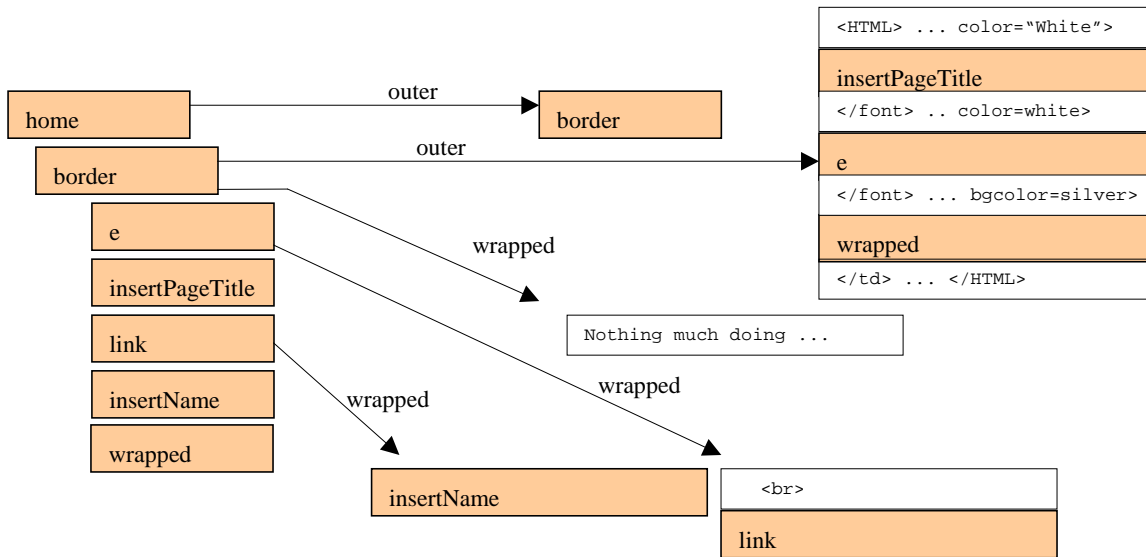 <HTML> ... color=“White”>
insertPageTitle
</font> .. color=white>
e
</font> ... bgcolor=silver>
wrapped
</td> ... </HTML>
home
outer
border
border
outer
e
wrapped
insertPageTitle
Nothing much doing ...
link
wrapped
wrapped
insertName
wrapped
insertName
<br>
link